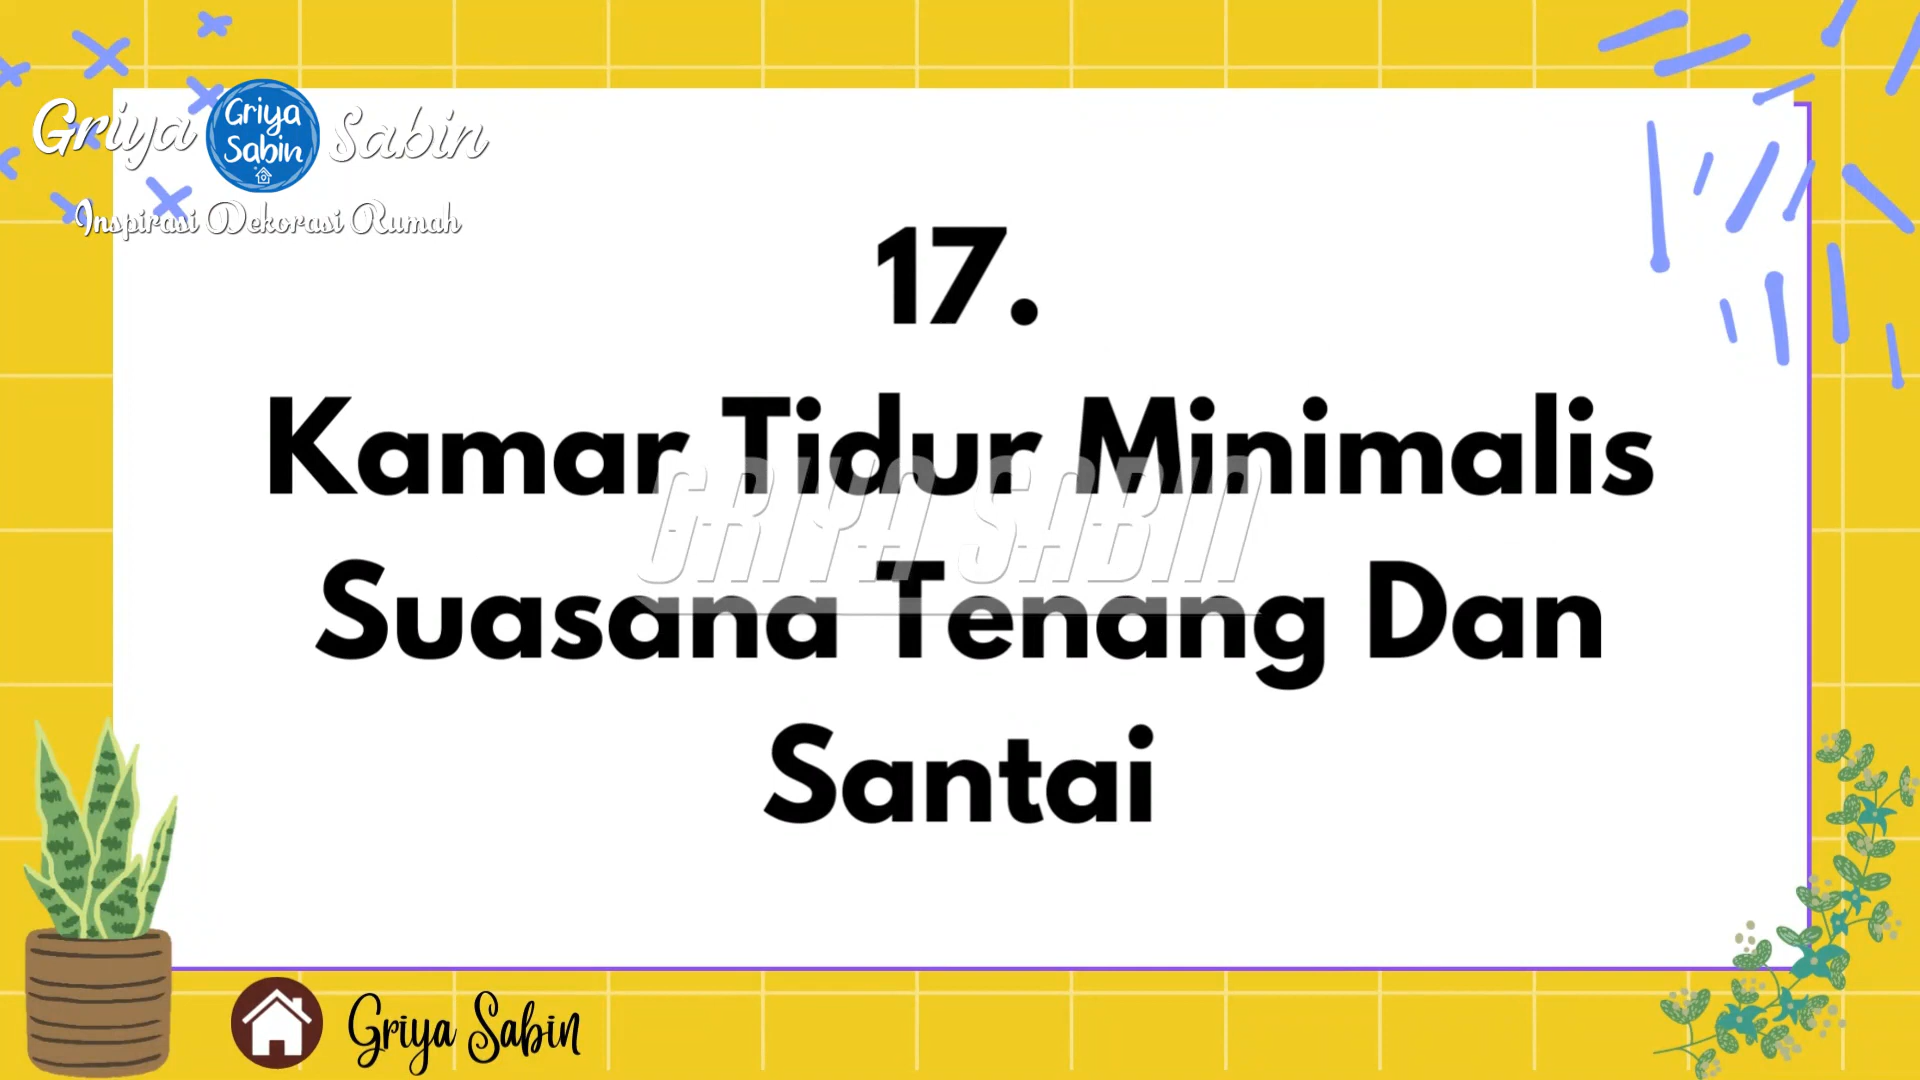 Griya Sabin
Griya
Sabin
Inspirasi Dekorasi Rumah
17.
Kamar Tidur Minimalis
GRIYA SABIN
Suasana Tenang Dan
Santai
Griya Sabin